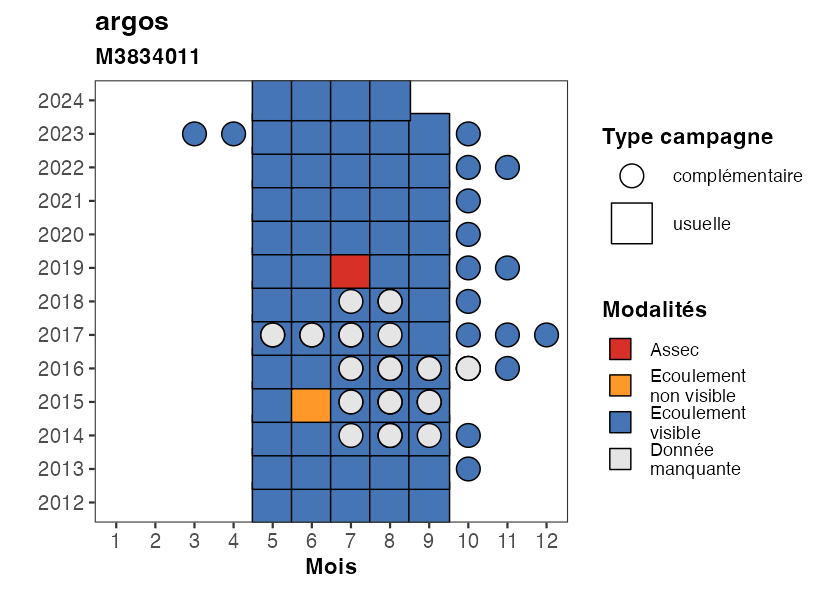 argos
M3834011
2024
2023
2022
2021
2020
2019
2018
2017
2016
2015
2014
2013
2012
1 2 3 4 5 6 7 8 9 10 11 12
Mois
Type campagne
complémentaire
usuelle
Modalités
Assec
Ecoulement
non visible
Ecoulement
visible
Donnée
manquante